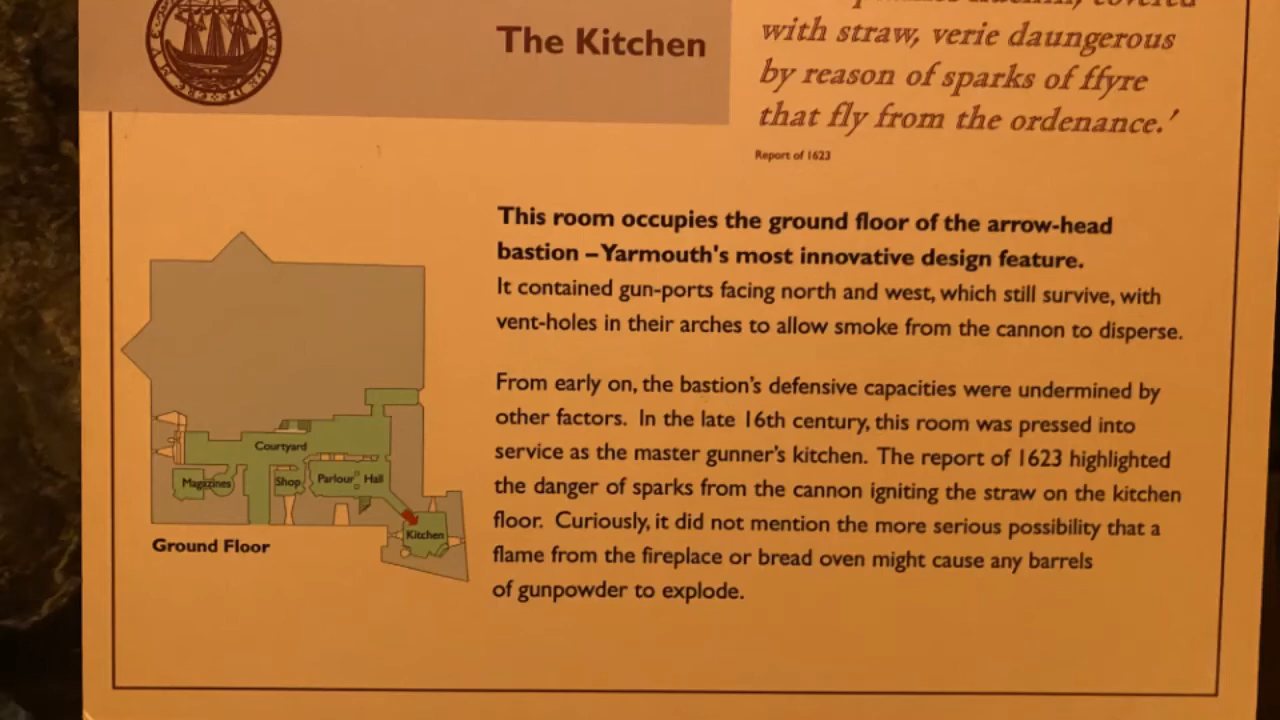 The Kitchen
with straw, verie daungerous
by reason of sparks of ffyre
that fly from the ordenance.'
Report of 1623
This room occupies the ground floor of the arrow-head
bastion – Yarmouth's most innovative design feature.
It contained gun-ports facing north and west, which still survive, with
vent-holes in their arches to allow smoke from the cannon to disperse.
From early on, the bastion's defensive capacities were undermined by
other factors. In the late 16th century, this room was pressed into
service as the master gunner's kitchen. The report of 1623 highlighted
the danger of sparks from the cannon igniting the straw on the kitchen
floor. Curiously, it did not mention the more serious possibility that a
flame from the fireplace or bread oven might cause any barrels
of gunpowder to explode.
Courtyard
Magazines
Shop
Parlour
Hall
Kitchen
Ground Floor